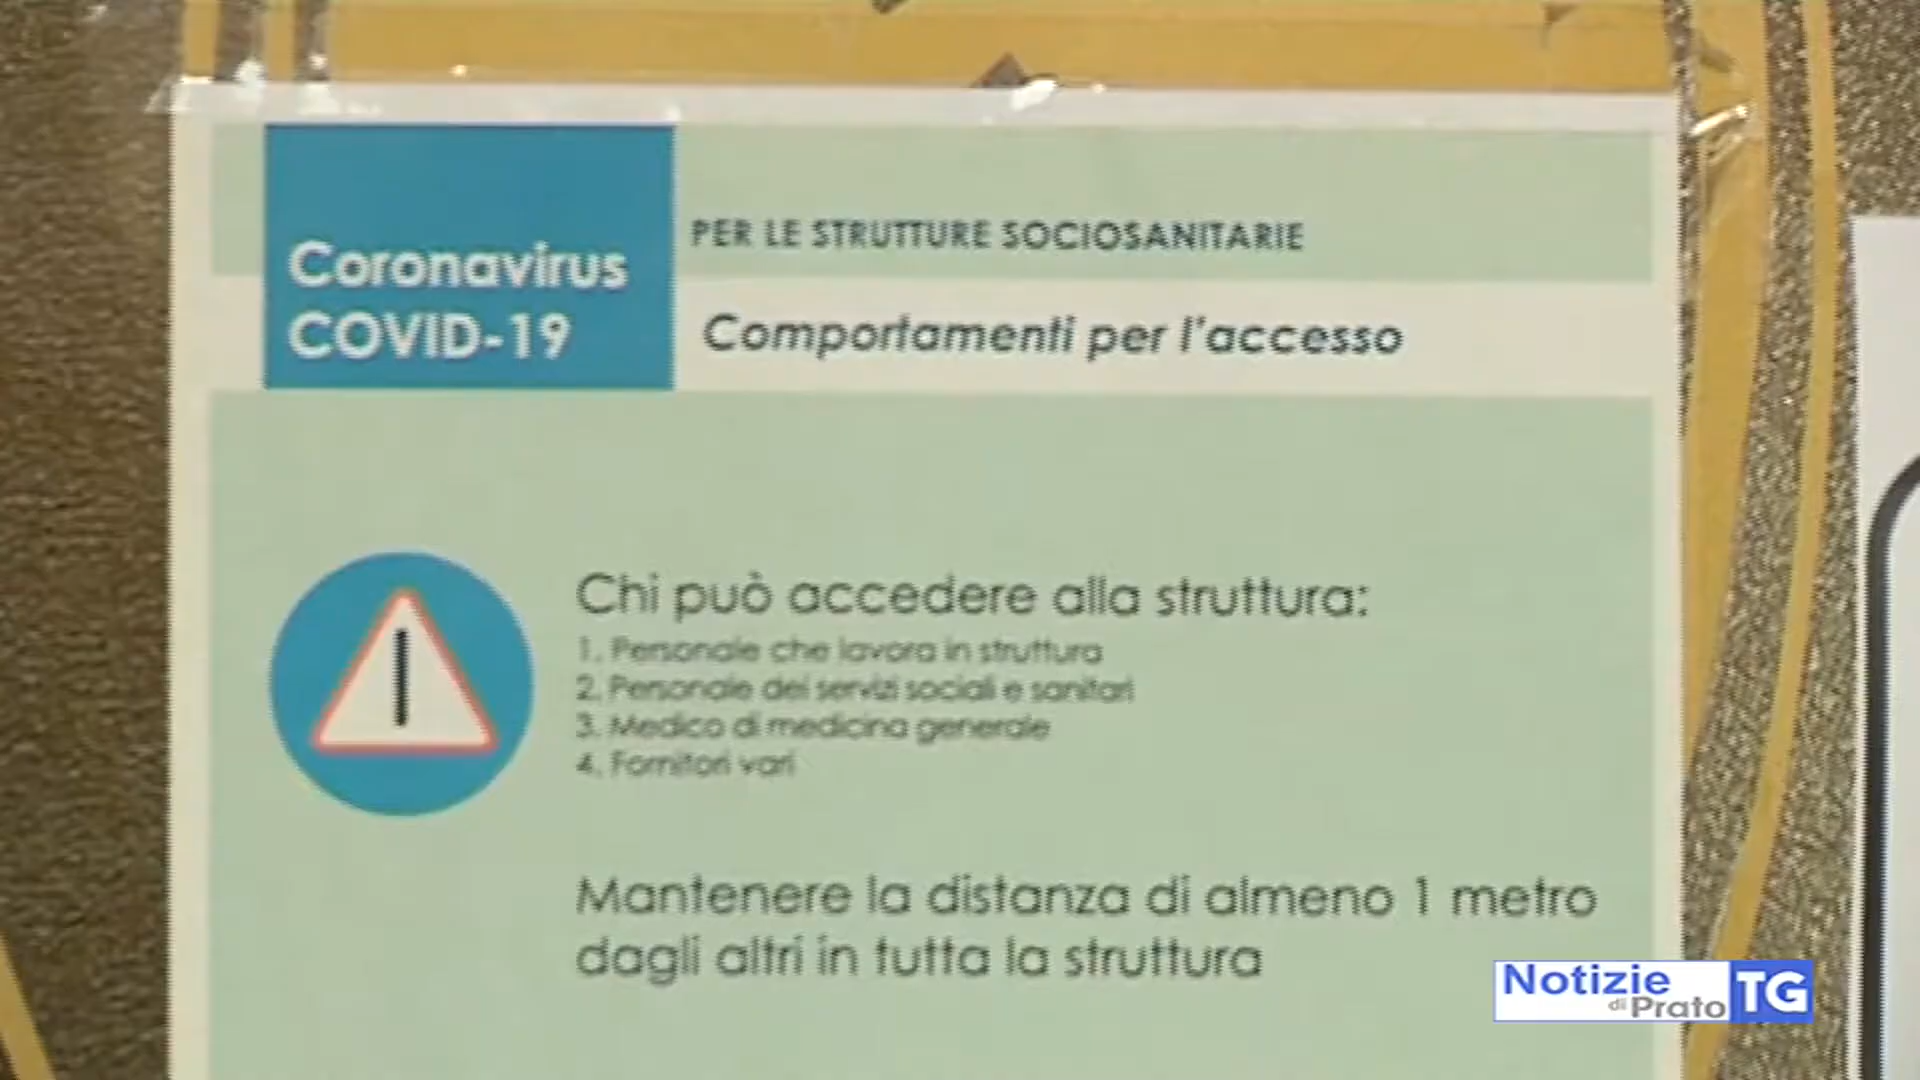 Coronavirus
COVID-19
PER LE STRUTTURE SOCIOSANITARIE
Comportamenti per l'accesso
Chi può accedere alla struttura:
1. Personale che lavora in struttura
2. Personale dei servizi sociali e sanitari
3. Medico di medicina generale
4. Fornitori vari
Mantenere la distanza di almeno 1 metro
dagli altri in tutta la struttura
Notizie
di Prato TG